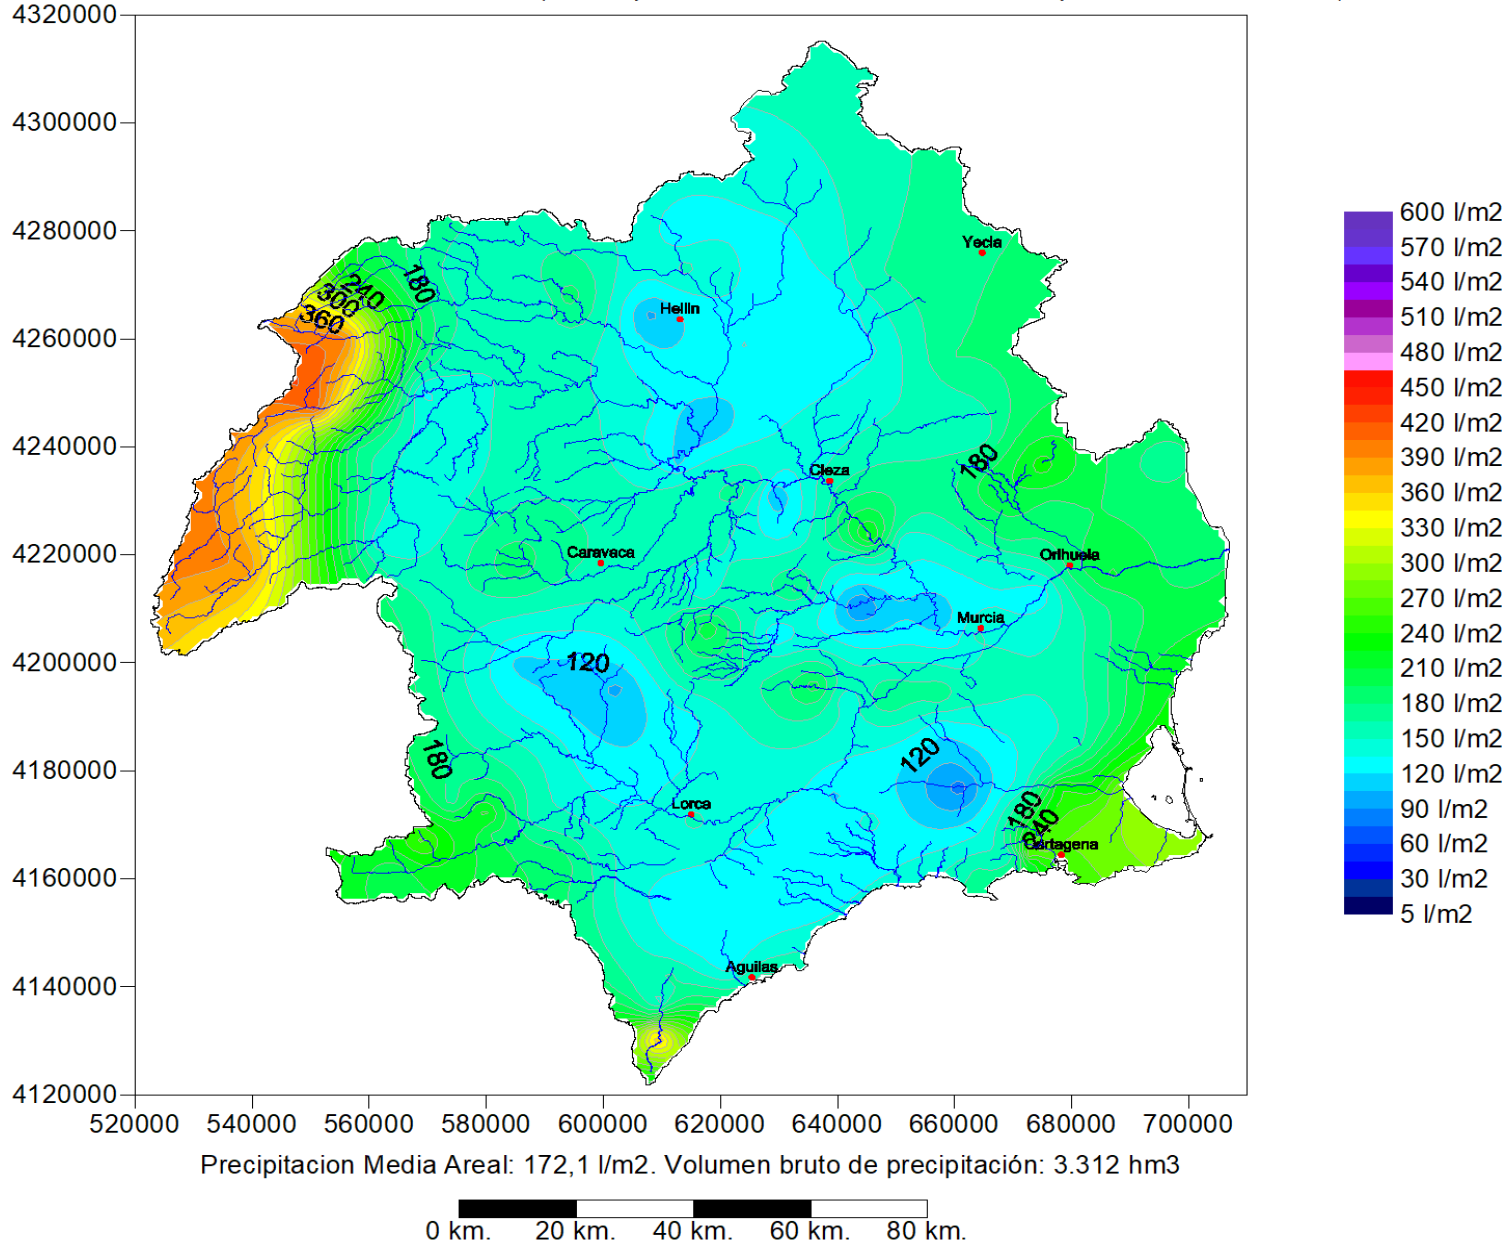 4320000
4300000
4280000
4260000
4240000
4220000
4200000
4180000
4160000
4140000
4120000
520000 540000 560000 580000 600000 620000 640000 660000 680000 700000
Yecla
180
240
300
360
Hellin
180
Cieza
Caravaca
Orihuela
Murcia
120
180
120
Lorca
180
240
Cartagena
Aguilas
600 l/m2
570 l/m2
540 l/m2
510 l/m2
480 l/m2
450 l/m2
420 l/m2
390 l/m2
360 l/m2
330 l/m2
300 l/m2
270 l/m2
240 l/m2
210 l/m2
180 l/m2
150 l/m2
120 l/m2
90 l/m2
60 l/m2
30 l/m2
5 l/m2
Precipitacion Media Areal: 172,1 l/m2. Volumen bruto de precipitación: 3.312 hm3
0 km. 20 km. 40 km. 60 km. 80 km.